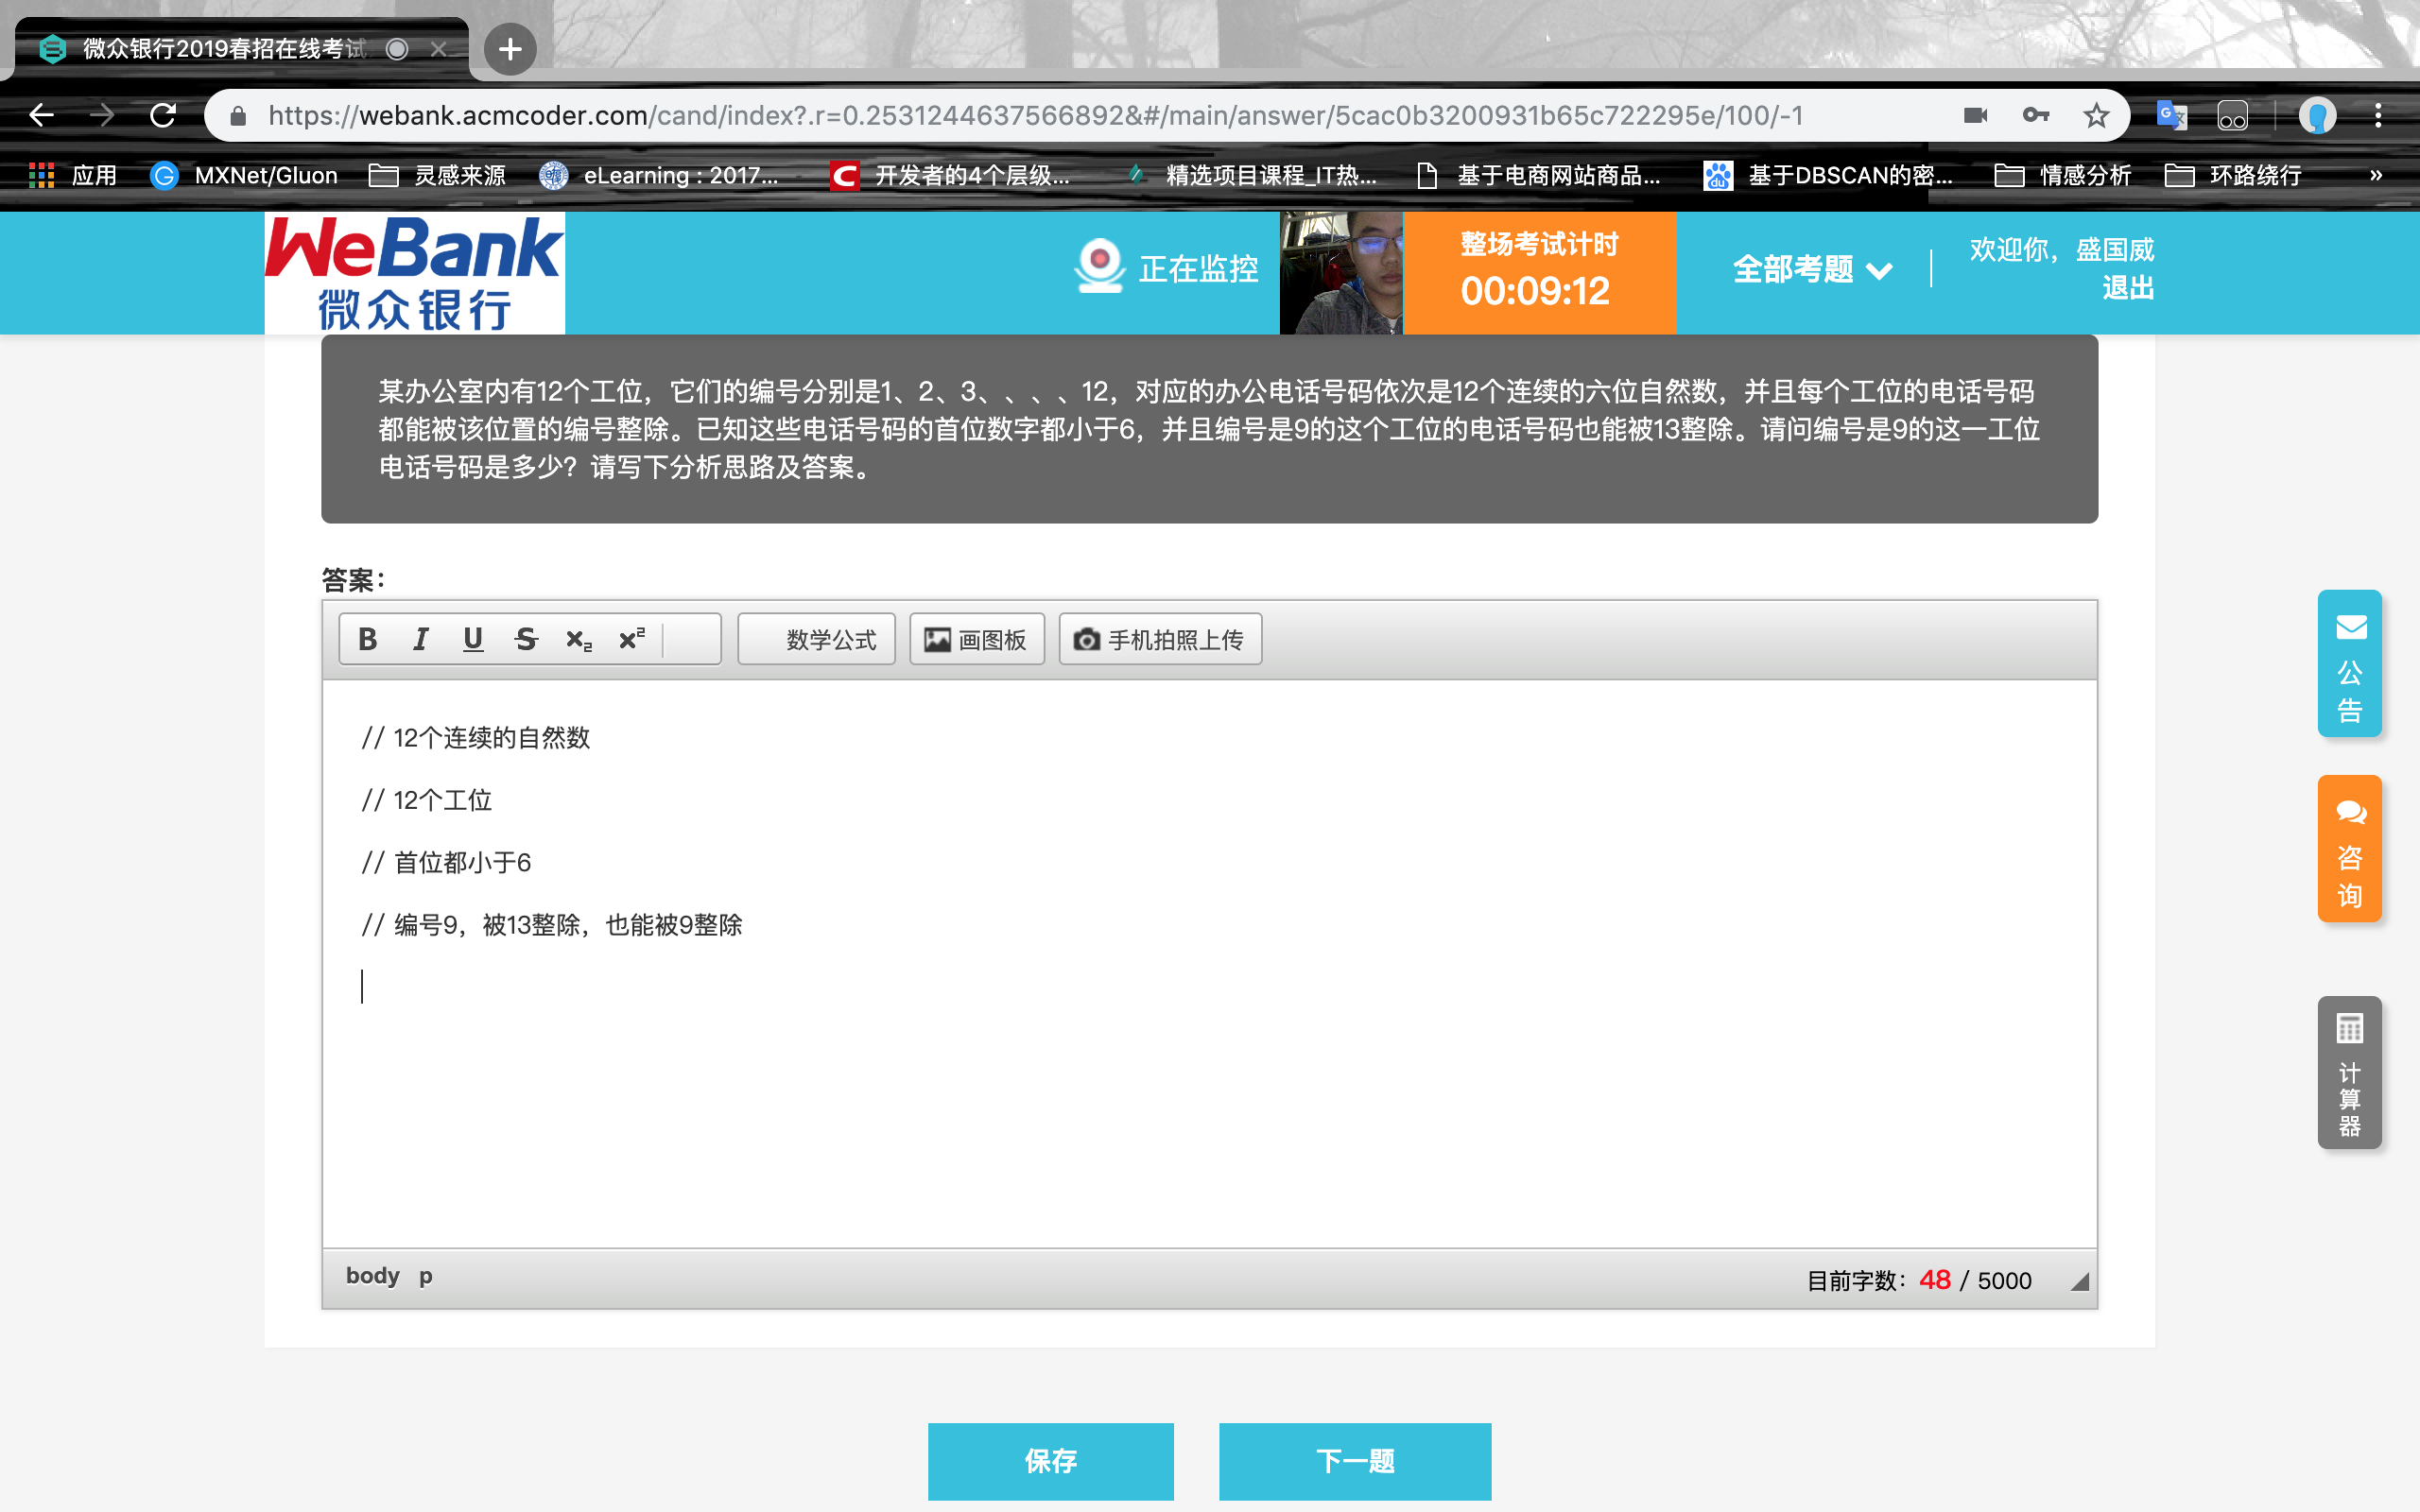 微众银行2019春招在线考试
https://webank.acmcoder.com/cand/index?.r=0.2531244637566892&#/main/answer/5cac0b3200931b65c722295e/100/-1
应用 MXNet/Gluon 灵感来源 eLearning : 2017... 开发者的4个层级... 精选项目课程_IT热... 基于电商网站商品... 基于DBSCAN的密... 情感分析 环路绕行 »
WeBank
微众银行
正在监控
整场考试计时
00:09:12
全部考题
欢迎你，盛国威
退出
某办公室内有12个工位，它们的编号分别是1、2、3、、、、12，对应的办公电话号码依次是12个连续的六位自然数，并且每个工位的电话号码
都能被该位置的编号整除。已知这些电话号码的首位数字都小于6，并且编号是9的这个工位的电话号码也能被13整除。请问编号是9的这一工位
电话号码是多少？请写下分析思路及答案。
答案：
B I U S x₂ x² 数学公式 画图板 手机拍照上传
// 12个连续的自然数
// 12个工位
// 首位都小于6
// 编号9，被13整除，也能被9整除
body p
目前字数：48 / 5000
公告
咨询
计算器
保存 下一题